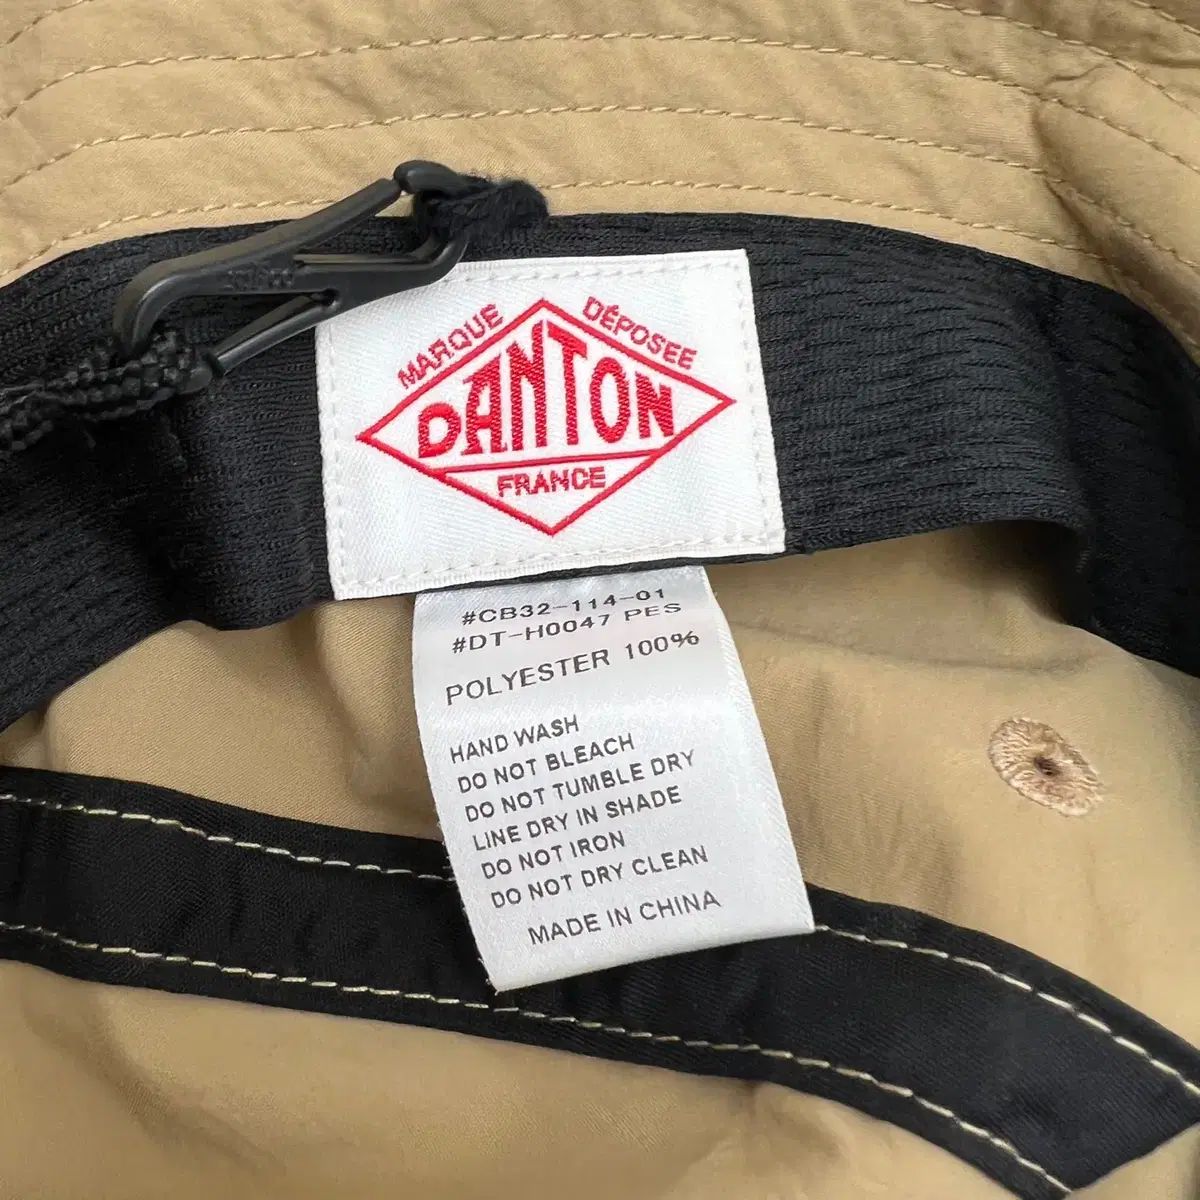 MARQUE DÉPOSEE
DANTON
FRANCE
#CB32-114-01
#DT-H0047 PES
POLYESTER 100%
HAND WASH
DO NOT BLEACH
DO NOT TUMBLE DRY
LINE DRY IN SHADE
DO NOT IRON
DO NOT DRY CLEAN
MADE IN CHINA